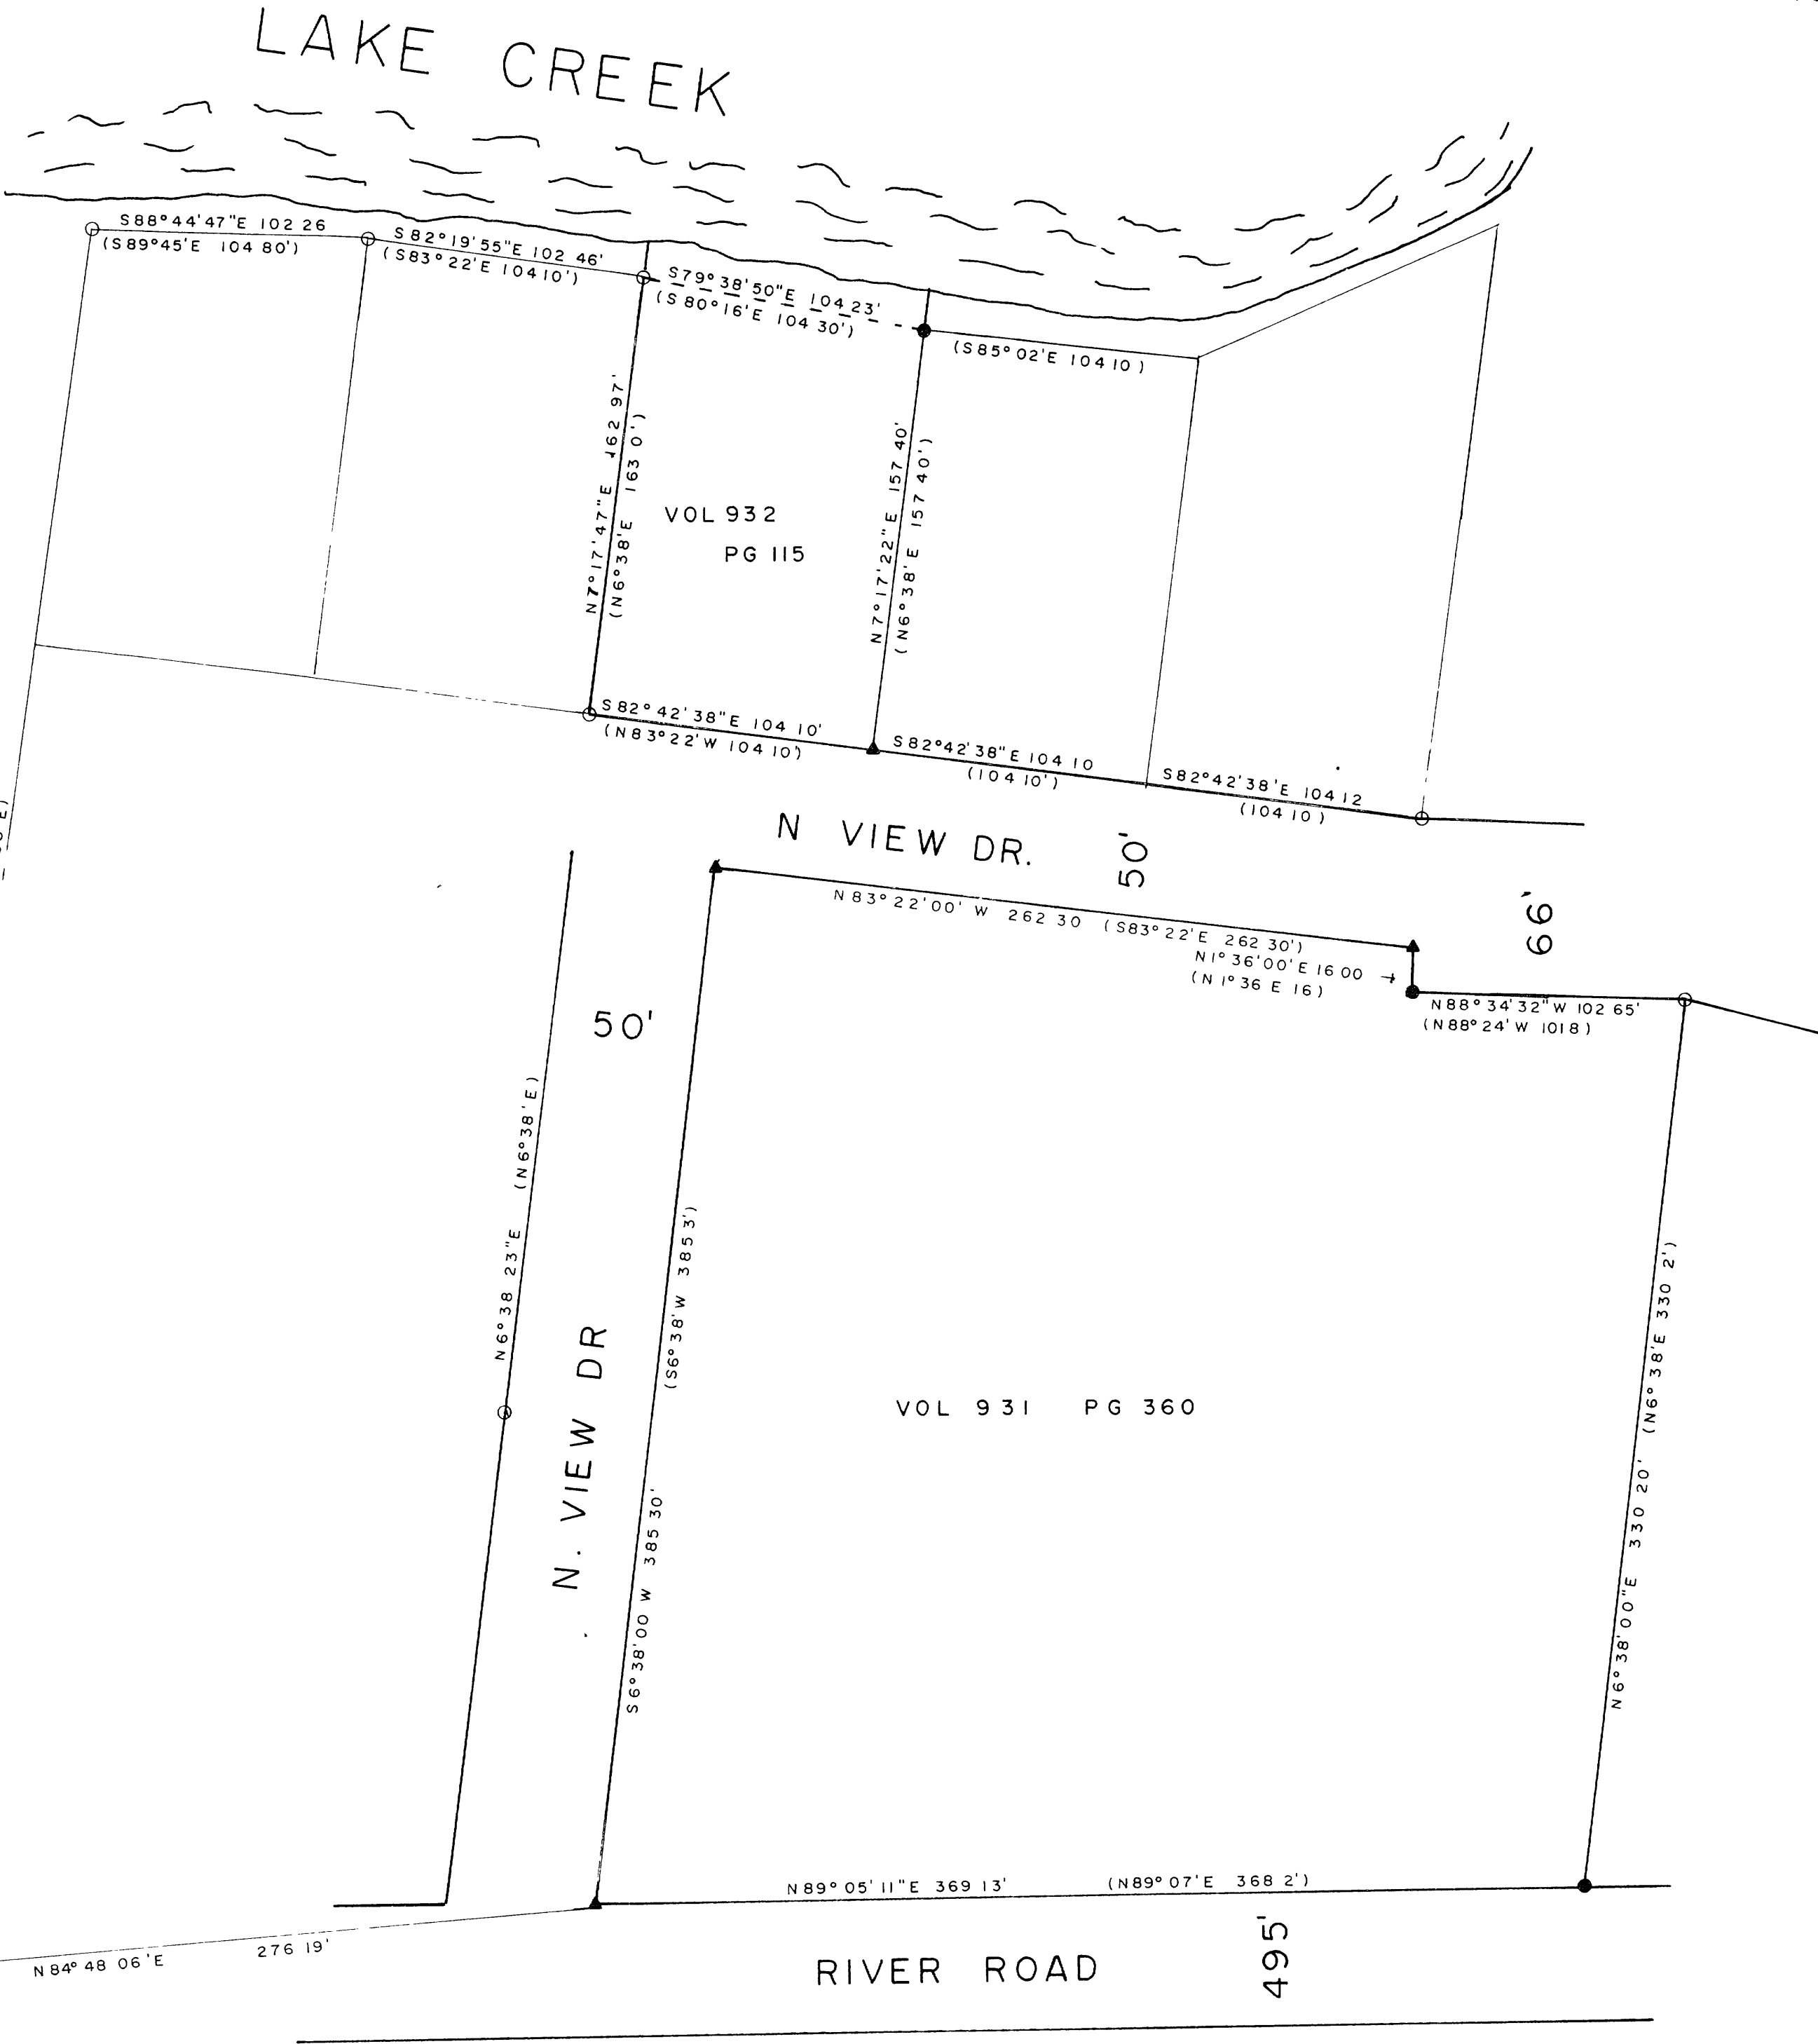 LAKE CREEK
S88°44'47"E 102 26
(S89°45'E 104 80')
S82°19'55"E 102 46'
(S83°22'E 104 10')
S79°38'50"E 104 23'
(S 80°16'E 104 30')
(S85°02'E 104 10)
N7°17'47"E 162 97'
(N6°38'E 163 0')
VOL 932
PG 115
N7°17'22"E 157 40'
(N6°38'E 157 40')
S82°42'38"E 104 10'
(N83°22'W 104 10')
S82°42'38"E 104 10
(104 10')
S82°42'38'E 104 12
(104 10)
N VIEW DR.
50'
66'
N 83°22'00' W 262 30 (S83°22'E 262 30')
N1°36'00'E 16 00
(N 1°36 E 16)
N88°34'32"W 102 65'
(N88°24'W 101 8)
50'
N6°38 23"E (N6°38'E)
N. VIEW DR
S6°38'00 W 385 30' (S6°38'W 385 3')
VOL 931 PG 360
N6°38'00"E 330 20' (N6°38'E 330 2')
N89°05'11"E 369 13' (N89°07'E 368 2')
N84°48 06'E 276 19'
RIVER ROAD
495'